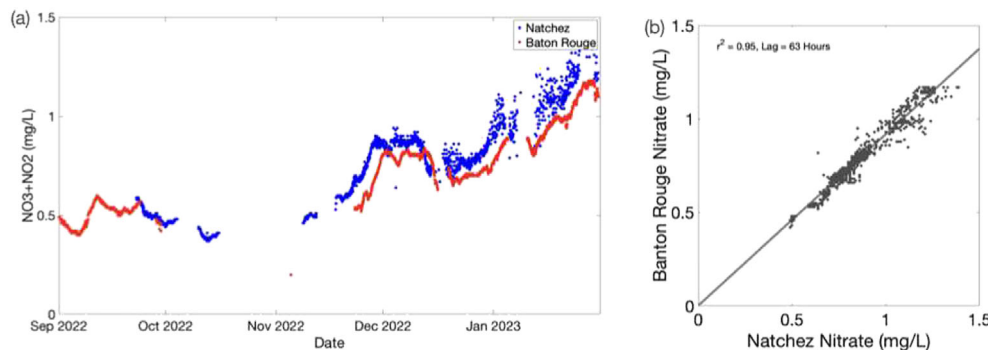 (a)
1.5
Natchez
Baton Rouge
1
NO3+NO2 (mg/L)
0.5
0
Sep 2022 Oct 2022 Nov 2022 Dec 2022 Jan 2023
Date
(b)
1.5
r² = 0.95, Lag = 63 Hours
1
Banton Rouge Nitrate (mg/L)
0.5
0
0 0.5 1 1.5
Natchez Nitrate (mg/L)